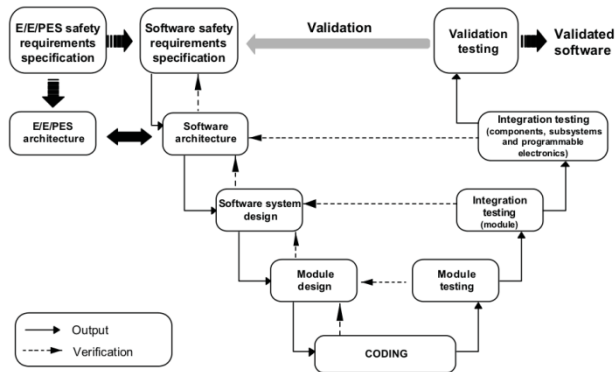 E/E/PES safety
requirements
specification
Software safety
requirements
specification
Validation
Validation
testing
Validated
software
E/E/PES
architecture
Software
architecture
Integration testing
(components, subsystems
and programmable
electronics)
Software system
design
Integration
testing
(module)
Module
design
Module
testing
CODING
Output
Verification